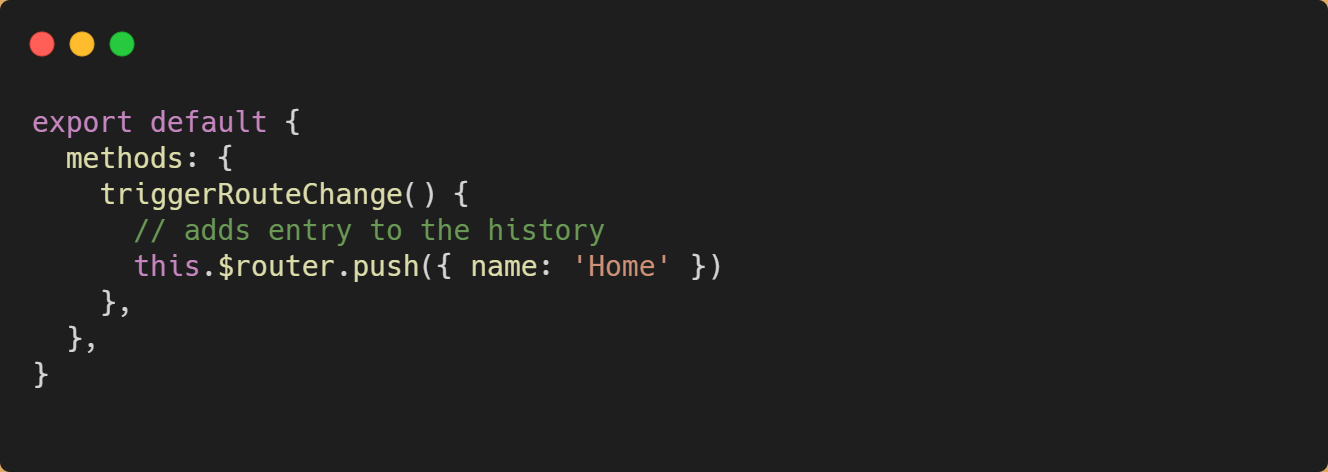 export default {
  methods: {
    triggerRouteChange() {
      // adds entry to the history
      this.$router.push({ name: 'Home' })
    },
  },
}